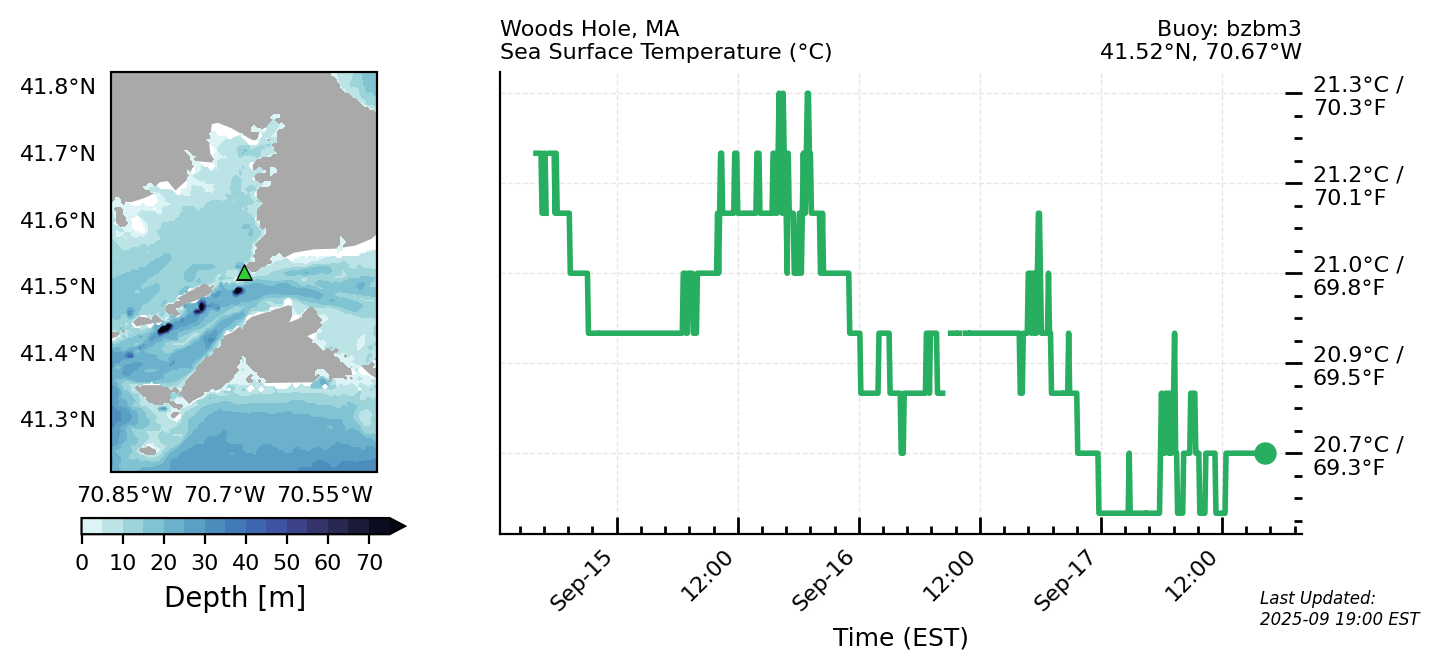 Woods Hole, MA
Sea Surface Temperature (°C)
Buoy: bzbm3
41.52°N, 70.67°W
41.8°N
41.7°N
41.6°N
41.5°N
41.4°N
41.3°N
70.85°W 70.7°W 70.55°W
0 10 20 30 40 50 60 70
Depth [m]
21.3°C /
70.3°F
21.2°C /
70.1°F
21.0°C /
69.8°F
20.9°C /
69.5°F
20.7°C /
69.3°F
Sep-15
12:00
Sep-16
12:00
Sep-17
12:00
Time (EST)
Last Updated:
2025-09 19:00 EST